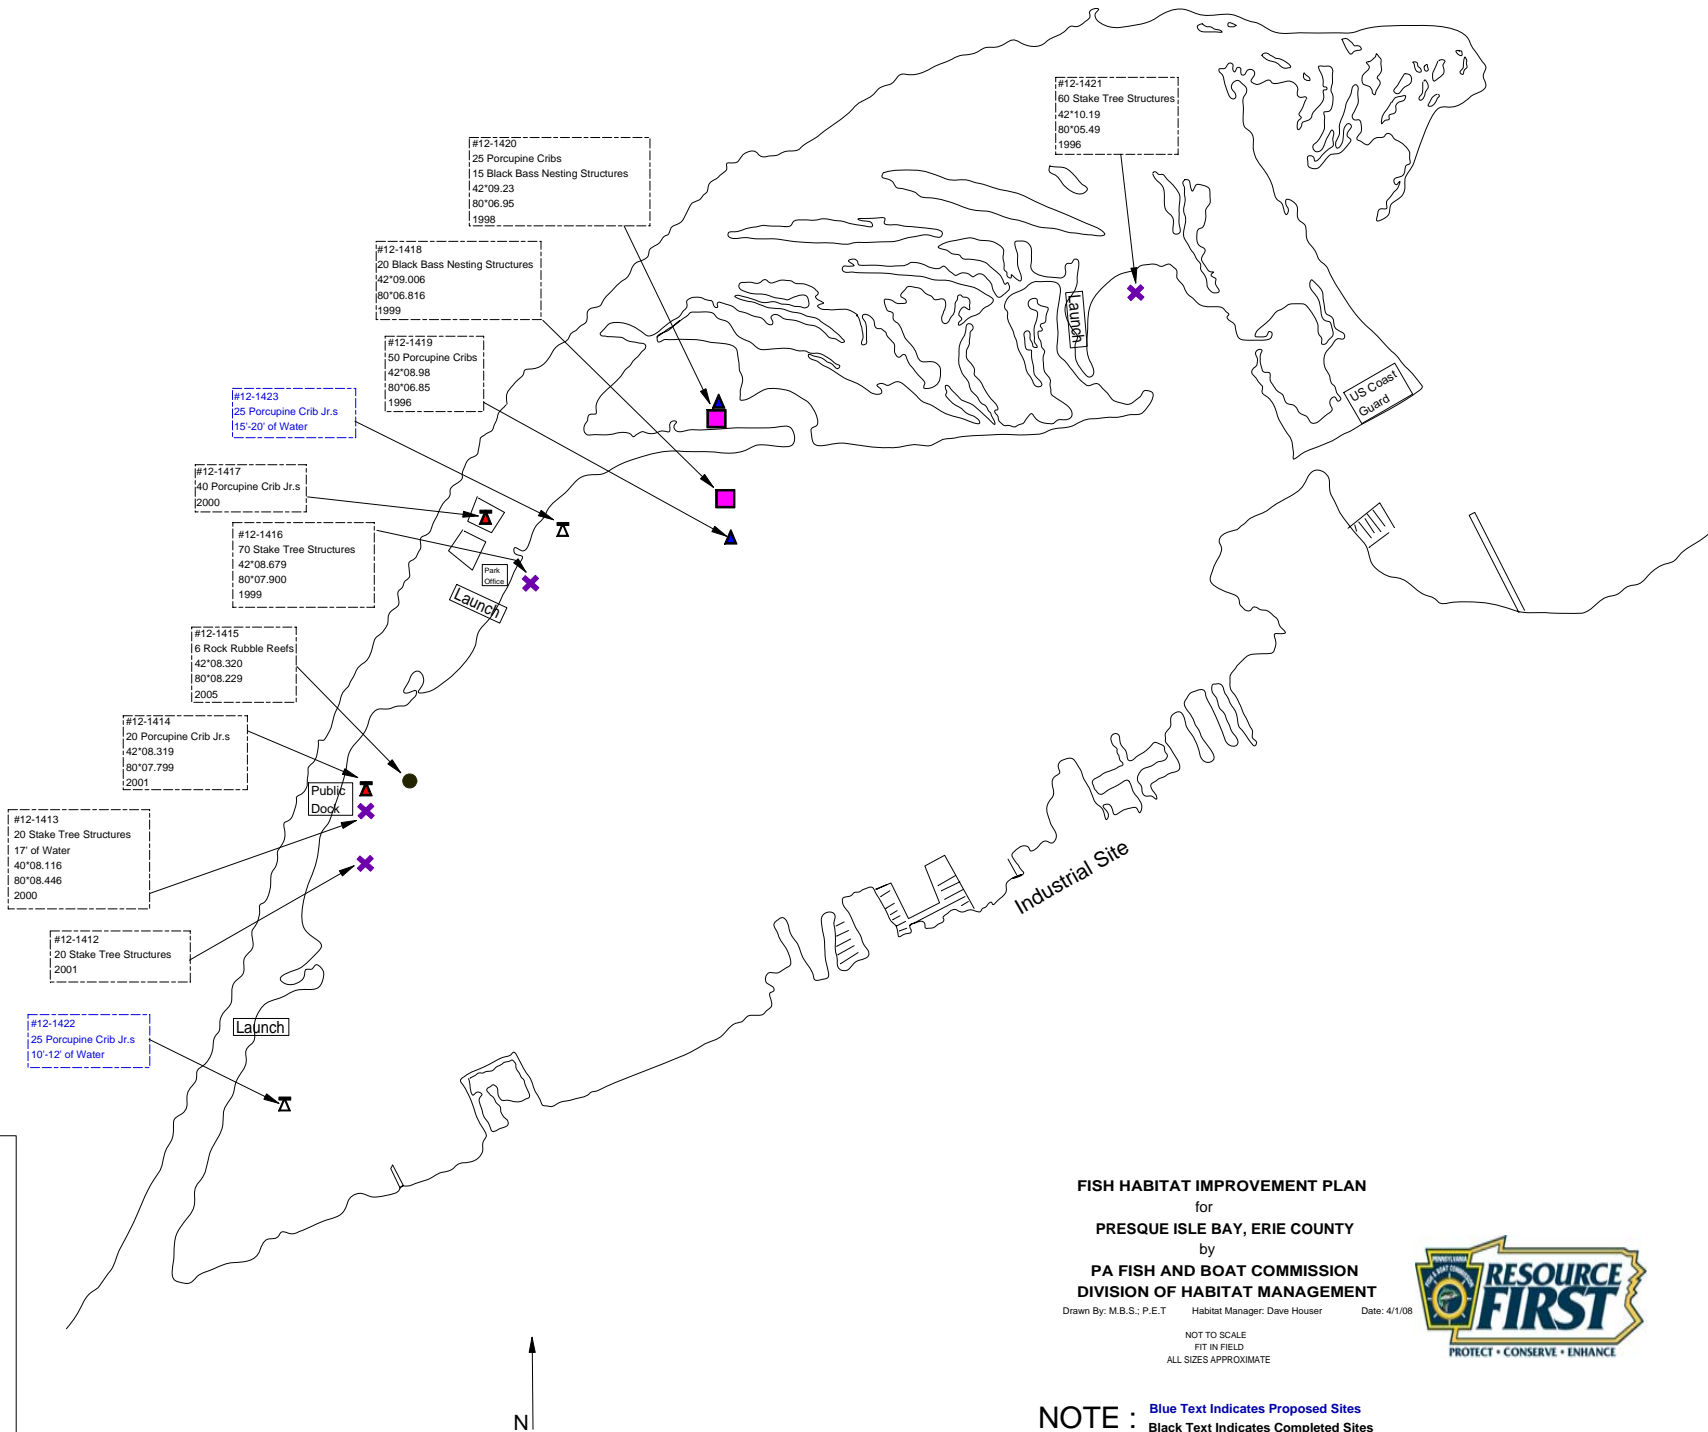 #12-1421
60 Stake Tree Structures
42*10.19
80*05.49
1996
#12-1420
25 Porcupine Cribs
15 Black Bass Nesting Structures
42*09.23
80*06.95
1998
#12-1418
20 Black Bass Nesting Structures
42*09.006
80*06.816
1999
#12-1419
50 Porcupine Cribs
42*08.98
80*06.85
1996
#12-1423
25 Porcupine Crib Jr.s
15'-20' of Water
#12-1417
40 Porcupine Crib Jr.s
2000
#12-1416
70 Stake Tree Structures
42*08.679
80*07.900
1999
#12-1415
6 Rock Rubble Reefs
42*08.320
80*08.229
2005
#12-1414
20 Porcupine Crib Jr.s
42*08.319
80*07.799
2001
#12-1413
20 Stake Tree Structures
17' of Water
40*08.116
80*08.446
2000
#12-1412
20 Stake Tree Structures
2001
#12-1422
25 Porcupine Crib Jr.s
10'-12' of Water
Launch
US Coast
Guard
Park
Office
Launch
Public
Dock
Launch
Industrial Site
FISH HABITAT IMPROVEMENT PLAN
for
PRESQUE ISLE BAY, ERIE COUNTY
by
PA FISH AND BOAT COMMISSION
DIVISION OF HABITAT MANAGEMENT
Drawn By: M.B.S.; P.E.T Habitat Manager: Dave Houser Date: 4/1/08
NOT TO SCALE
FIT IN FIELD
ALL SIZES APPROXIMATE
PENNSYLVANIA
FISH & BOAT COMMISSION
RESOURCE
FIRST
PROTECT • CONSERVE • ENHANCE
N
NOTE : Blue Text Indicates Proposed Sites
Black Text Indicates Completed Sites